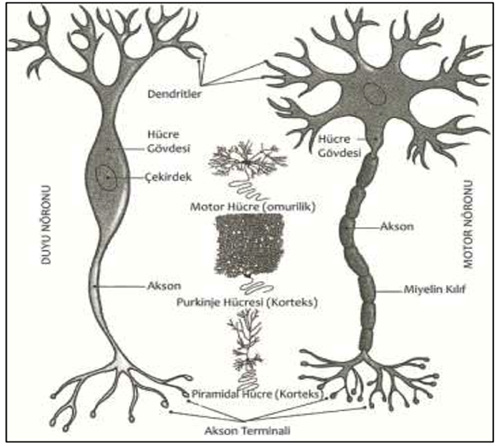 Dendritler
Hücre
Gövdesi
Çekirdek
DUYU NÖRONU
Akson
Motor Hücre (omurilik)
Purkinje Hücresi (Korteks)
Piramidal Hücre (Korteks)
Hücre
Gövdesi
Akson
MOTOR NÖRONU
Miyelin Kılıf
Akson Terminali